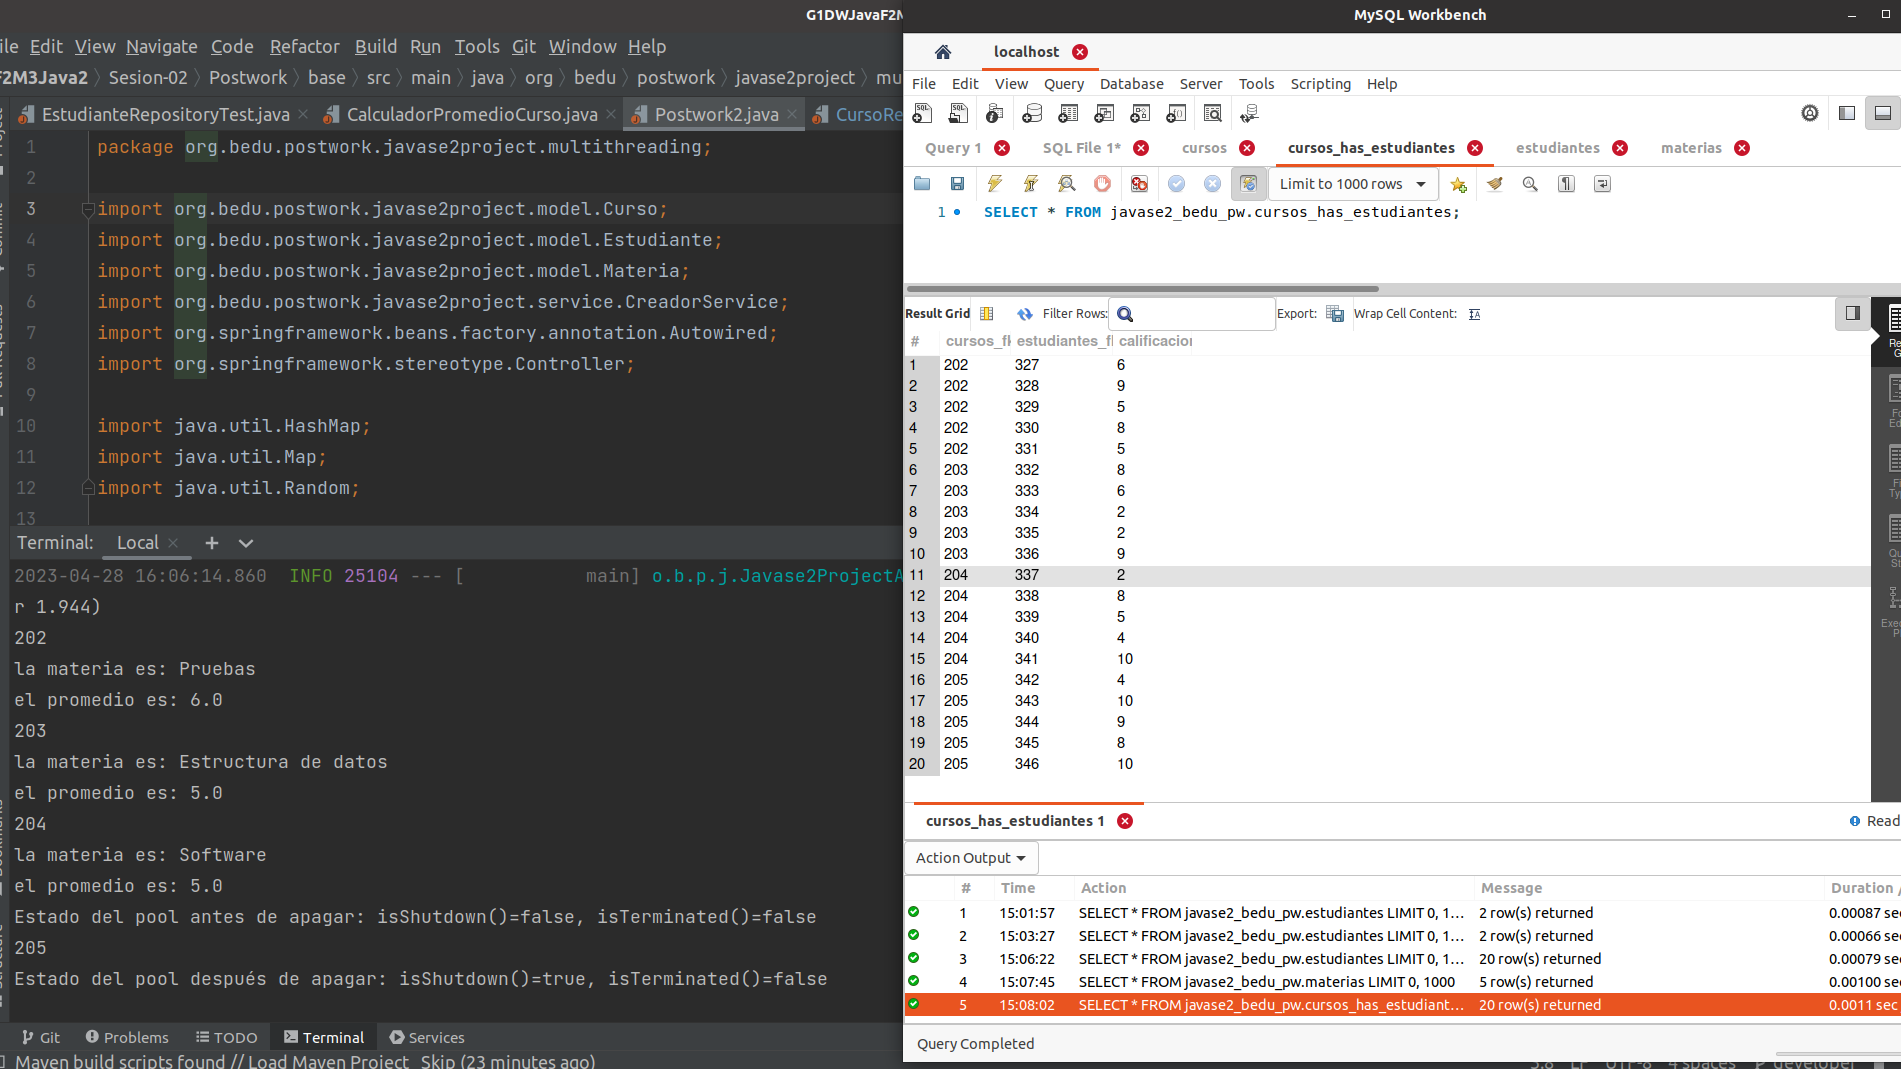 G1DWJavaF2M
ile Edit View Navigate Code Refactor Build Run Tools Git Window Help
F2M3Java2 Sesion-02 Postwork base src main java org bedu postwork javase2project mu
EstudianteRepositoryTest.java CalculadorPromedioCurso.java Postwork2.java CursoRe
1 package org.bedu.postwork.javase2project.multithreading;
2
3 import org.bedu.postwork.javase2project.model.Curso;
4 import org.bedu.postwork.javase2project.model.Estudiante;
5 import org.bedu.postwork.javase2project.model.Materia;
6 import org.bedu.postwork.javase2project.service.CreadorService;
7 import org.springframework.beans.factory.annotation.Autowired;
8 import org.springframework.stereotype.Controller;
9
10 import java.util.HashMap;
11 import java.util.Map;
12 import java.util.Random;
13
Terminal: Local
2023-04-28 16:06:14.860 INFO 25104 --- [ main] o.b.p.j.Javase2ProjectA
r 1.944)
202
la materia es: Pruebas
el promedio es: 6.0
203
la materia es: Estructura de datos
el promedio es: 5.0
204
la materia es: Software
el promedio es: 5.0
Estado del pool antes de apagar: isShutdown()=false, isTerminated()=false
205
Estado del pool después de apagar: isShutdown()=true, isTerminated()=false
Git Problems TODO Terminal Services
Maven build scripts found // Load Maven Project Skip (23 minutes ago)
MySQL Workbench
localhost
File Edit View Query Database Server Tools Scripting Help
Query 1 SQL File 1* cursos cursos_has_estudiantes estudiantes materias
Limit to 1000 rows
1 SELECT * FROM javase2_bedu_pw.cursos_has_estudiantes;
Result Grid Filter Rows: Export: Wrap Cell Content:
# cursos_fk estudiantes_fl calificacion
1 202 327 6
2 202 328 9
3 202 329 5
4 202 330 8
5 202 331 5
6 203 332 8
7 203 333 6
8 203 334 2
9 203 335 2
10 203 336 9
11 204 337 2
12 204 338 8
13 204 339 5
14 204 340 4
15 204 341 10
16 205 342 4
17 205 343 10
18 205 344 9
19 205 345 8
20 205 346 10
cursos_has_estudiantes 1 Read
Action Output
# Time Action Message Duration /
1 15:01:57 SELECT * FROM javase2_bedu_pw.estudiantes LIMIT 0, 1... 2 row(s) returned 0.00087 sec
2 15:03:27 SELECT * FROM javase2_bedu_pw.estudiantes LIMIT 0, 1... 2 row(s) returned 0.00066 sec
3 15:06:22 SELECT * FROM javase2_bedu_pw.estudiantes LIMIT 0, 1... 20 row(s) returned 0.00079 sec
4 15:07:45 SELECT * FROM javase2_bedu_pw.materias LIMIT 0, 1000 5 row(s) returned 0.00100 sec
5 15:08:02 SELECT * FROM javase2_bedu_pw.cursos_has_estudiant... 20 row(s) returned 0.0011 sec
Query Completed